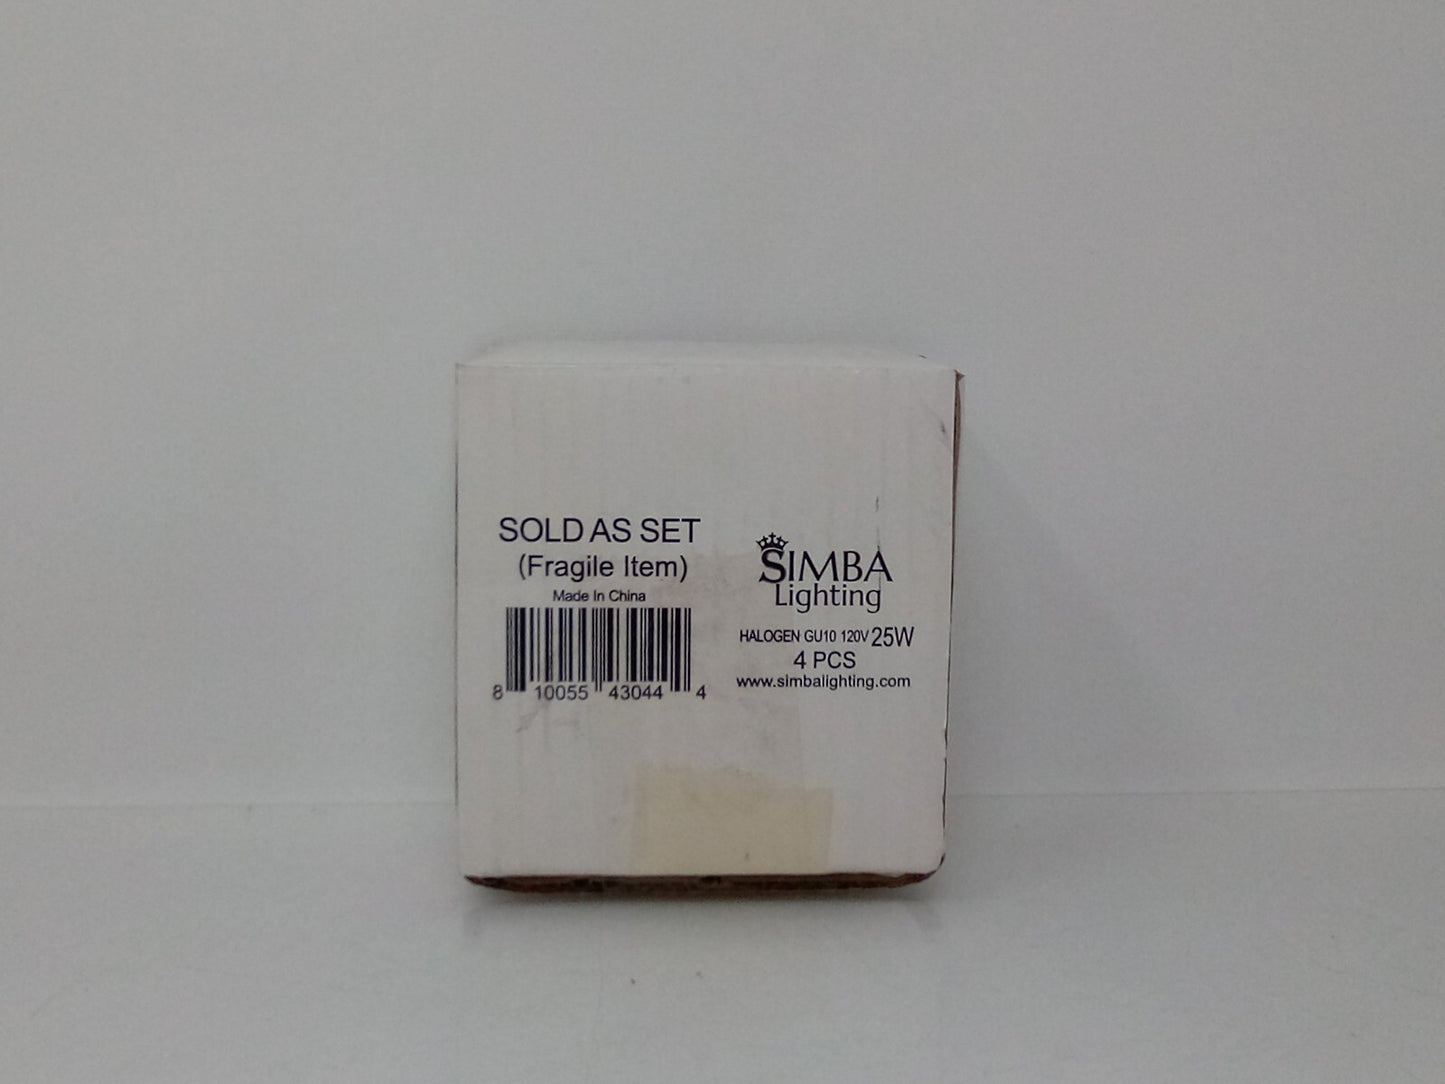 SOLD AS SET
(Fragile Item)
Made In China
8 10055 43044 4
SIMBA
Lighting
HALOGEN GU10 120V 25W
4 PCS
www.simbalighting.com